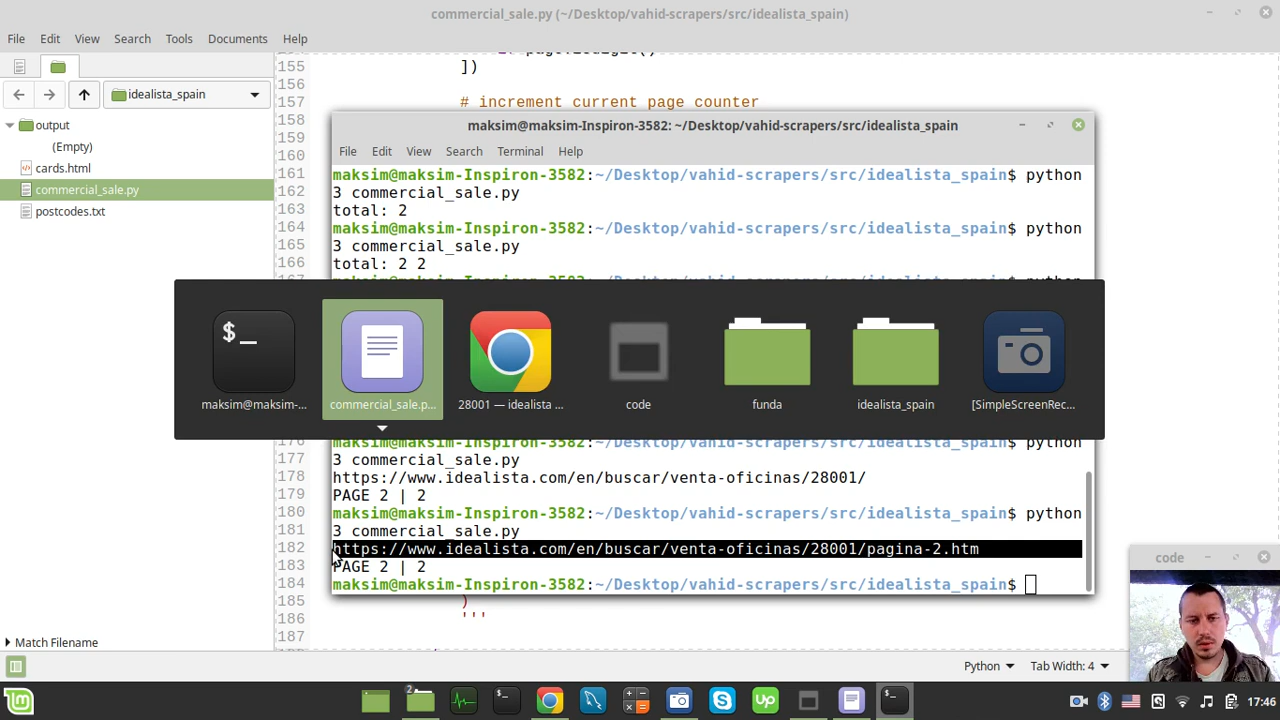 commercial_sale.py (~/Desktop/vahid-scrapers/src/idealista_spain)
File Edit View Search Tools Documents Help
idealista_spain
output
(Empty)
cards.html
commercial_sale.py
postcodes.txt
Match Filename
155 ])
156
157 # increment current page counter
158
159
160
161
162
163
164
165
166
maksim@maksim-Inspiron-3582: ~/Desktop/vahid-scrapers/src/idealista_spain
File Edit View Search Terminal Help
maksim@maksim-Inspiron-3582:~/Desktop/vahid-scrapers/src/idealista_spain$ python
3 commercial_sale.py
total: 2
maksim@maksim-Inspiron-3582:~/Desktop/vahid-scrapers/src/idealista_spain$ python
3 commercial_sale.py
total: 2 2
$_
maksim@maksim-...
commercial_sale.p...
28001 — idealista ...
code
funda
idealista_spain
[SimpleScreenRec...
maksim@maksim-Inspiron-3582:~/Desktop/vahid-scrapers/src/idealista_spain$ python
3 commercial_sale.py
https://www.idealista.com/en/buscar/venta-oficinas/28001/
PAGE 2 | 2
maksim@maksim-Inspiron-3582:~/Desktop/vahid-scrapers/src/idealista_spain$ python
3 commercial_sale.py
https://www.idealista.com/en/buscar/venta-oficinas/28001/pagina-2.htm
PAGE 2 | 2
maksim@maksim-Inspiron-3582:~/Desktop/vahid-scrapers/src/idealista_spain$
177
178
179
180
181
182
183
184
185 )
186 '''
187
code
Python
Tab Width: 4
2
17:46